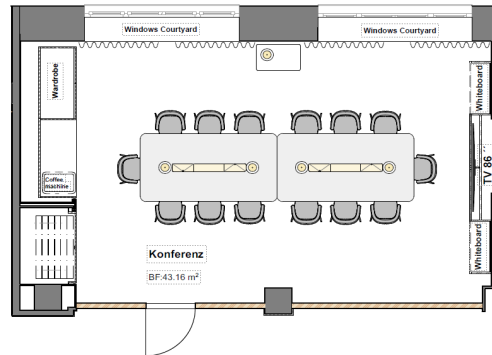 Windows Courtyard
Windows Courtyard
Wardrobe
Whiteboard
Coffee
machine
TV 86 ''
Whiteboard
Konferenz
BF:43.16 m²